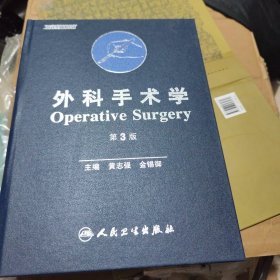 外科手术学
Operative Surgery
第3版
主编 黄志强 金锡御
人民卫生出版社